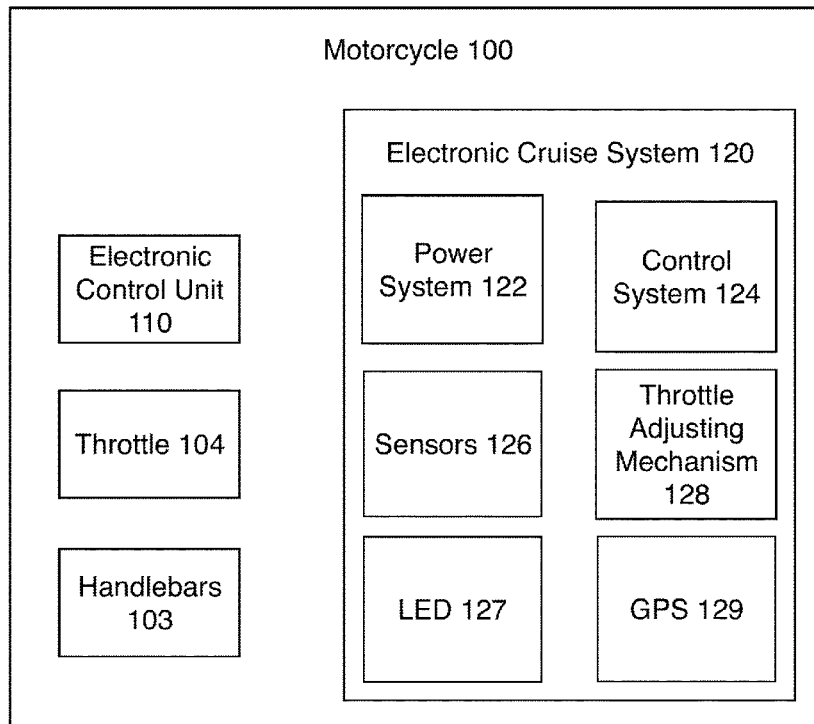 Motorcycle 100
Electronic Cruise System 120
Electronic
Control Unit
110
Power
System 122
Control
System 124
Throttle 104
Sensors 126
Throttle
Adjusting
Mechanism
128
Handlebars
103
LED 127
GPS 129